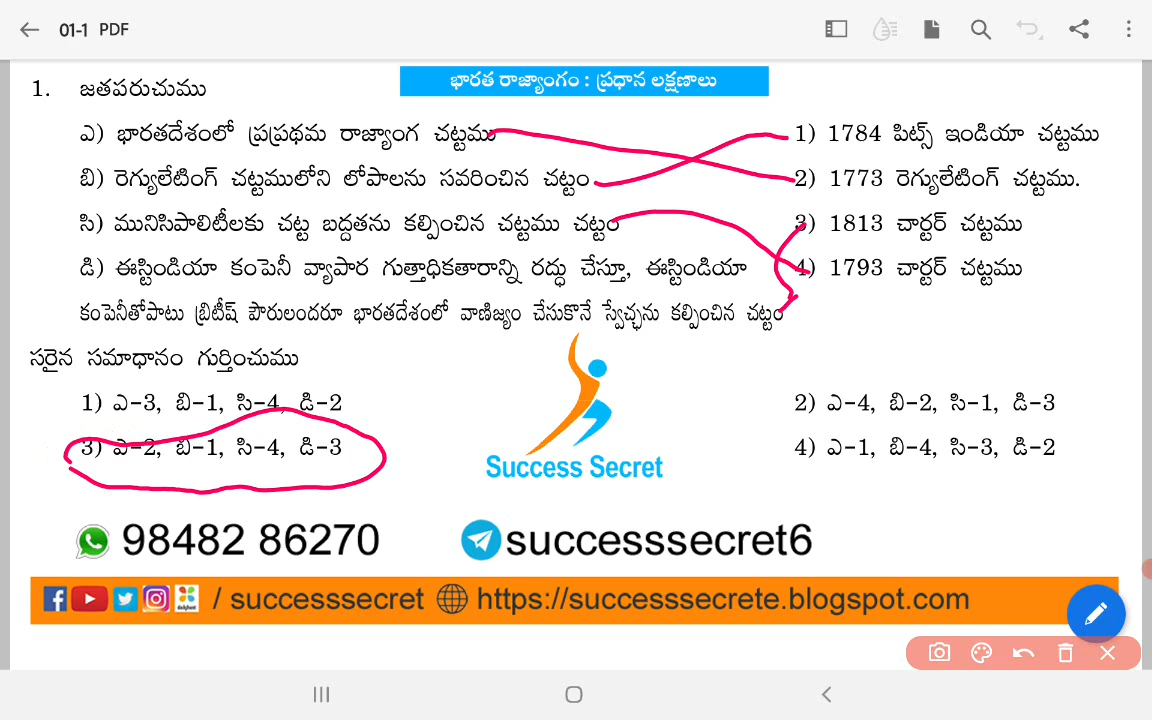 01-1 PDF
భారత రాజ్యాంగం : ప్రధాన లక్షణాలు
1. జతపరుచుము
ఎ) భారతదేశంలో ప్రప్రథమ రాజ్యాంగ చట్టము 1) 1784 పిట్స్ ఇండియా చట్టము
బి) రెగ్యులేటింగ్ చట్టములోని లోపాలను సవరించిన చట్టం 2) 1773 రెగ్యులేటింగ్ చట్టము.
సి) మునిసిపాలిటీలకు చట్ట బద్దతను కల్పించిన చట్టము చట్టం 3) 1813 చార్టర్ చట్టము
డి) ఈస్టిండియా కంపెనీ వ్యాపార గుత్తాధికతారాన్ని రద్ధు చేస్తూ, ఈస్టిండియా 4) 1793 చార్టర్ చట్టము
కంపెనీతోపాటు బ్రిటీష్ పౌరులందరూ భారతదేశంలో వాణిజ్యం చేసుకొనే స్వేచ్ఛను కల్పించిన చట్టం
సరైన సమాధానం గుర్తించుము
1) ఎ-3, బి-1, సి-4, డి-2 2) ఎ-4, బి-2, సి-1, డి-3
3) ఎ-2, బి-1, సి-4, డి-3 4) ఎ-1, బి-4, సి-3, డి-2
Success Secret
98482 86270 successsecret6
/ successsecret https://successsecrete.blogspot.com